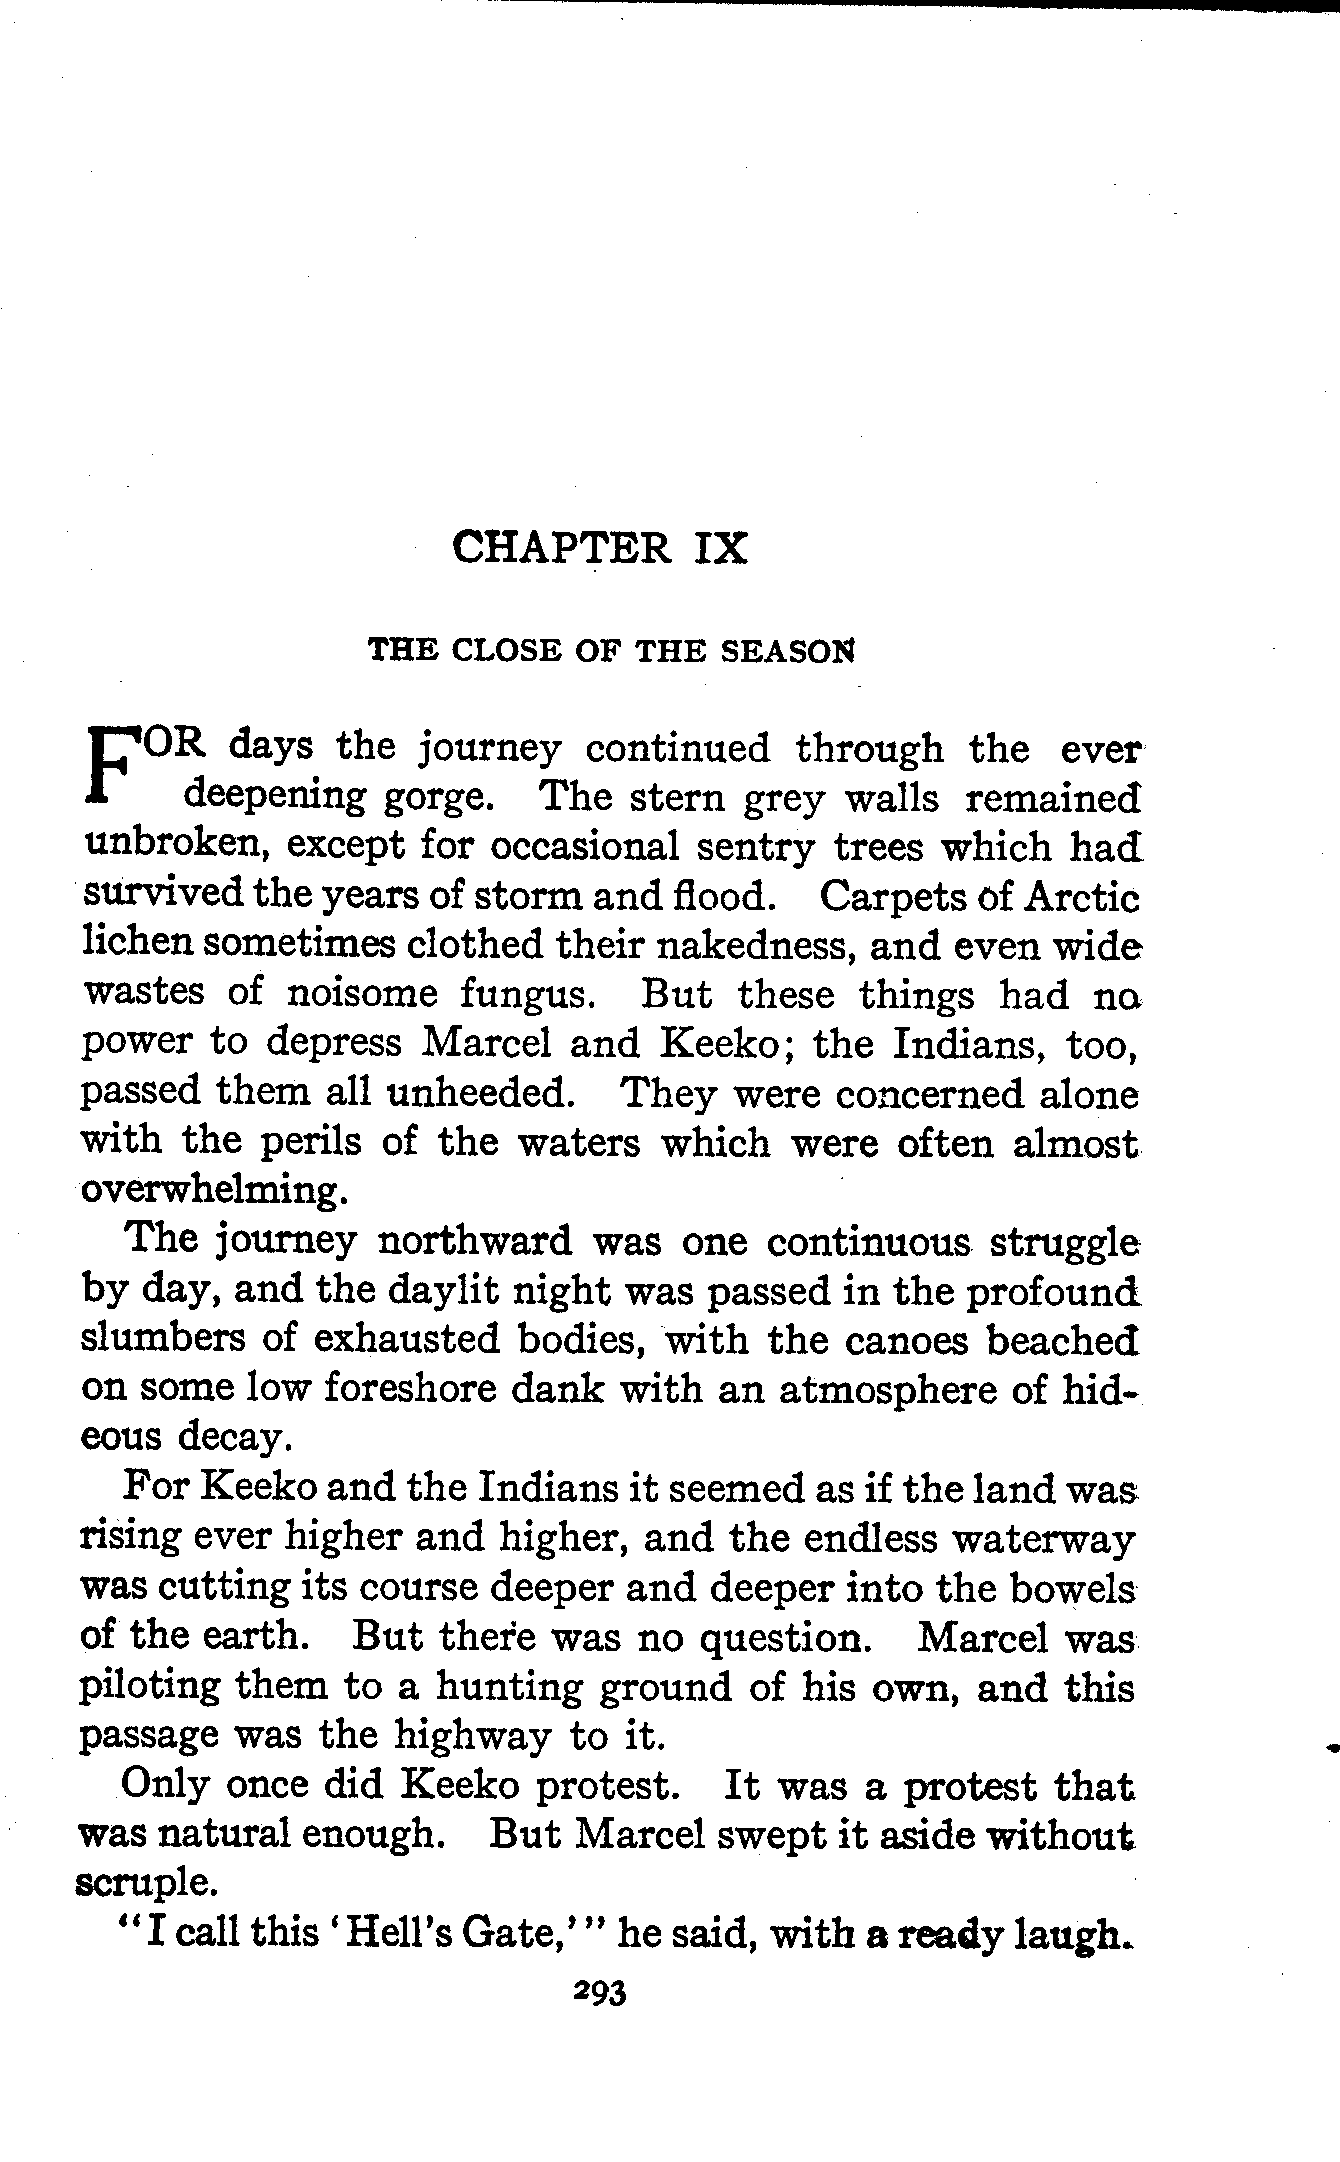 CHAPTER IX
THE CLOSE OF THE SEASON
FOR days the journey continued through the ever
deepening gorge. The stern grey walls remained
unbroken, except for occasional sentry trees which had
survived the years of storm and flood. Carpets of Arctic
lichen sometimes clothed their nakedness, and even wide
wastes of noisome fungus. But these things had no
power to depress Marcel and Keeko; the Indians, too,
passed them all unheeded. They were concerned alone
with the perils of the waters which were often almost
overwhelming.
The journey northward was one continuous struggle
by day, and the daylit night was passed in the profound
slumbers of exhausted bodies, with the canoes beached
on some low foreshore dank with an atmosphere of hid-
eous decay.
For Keeko and the Indians it seemed as if the land was
rising ever higher and higher, and the endless waterway
was cutting its course deeper and deeper into the bowels
of the earth. But there was no question. Marcel was
piloting them to a hunting ground of his own, and this
passage was the highway to it.
Only once did Keeko protest. It was a protest that
was natural enough. But Marcel swept it aside without
scruple.
"I call this 'Hell's Gate,'" he said, with a ready laugh.
293